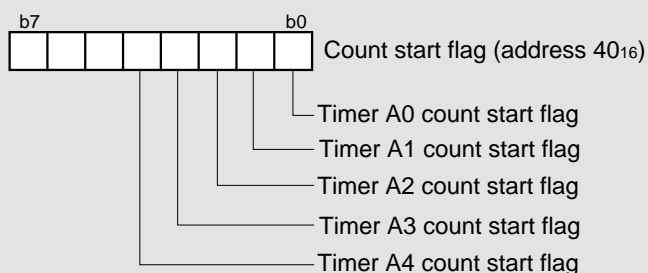 b7 b0
Count start flag (address 40₁₆)
Timer A0 count start flag
Timer A1 count start flag
Timer A2 count start flag
Timer A3 count start flag
Timer A4 count start flag